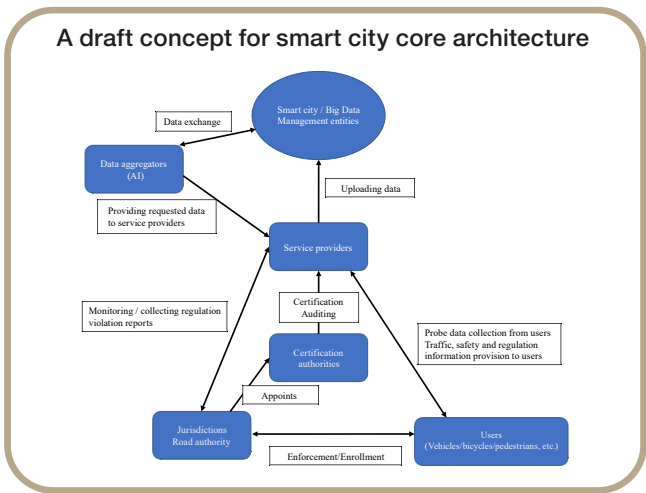 A draft concept for smart city core architecture
Smart city / Big Data
Management entities
Data exchange
Data aggregators
(AI)
Uploading data
Providing requested data
to service providers
Service providers
Monitoring / collecting regulation
violation reports
Certification
Auditing
Probe data collection from users
Traffic, safety and regulation
information provision to users
Certification
authorities
Appoints
Jurisdictions
Road authority
Users
(Vehicles/bicycles/pedestrians, etc.)
Enforcement/Enrollment